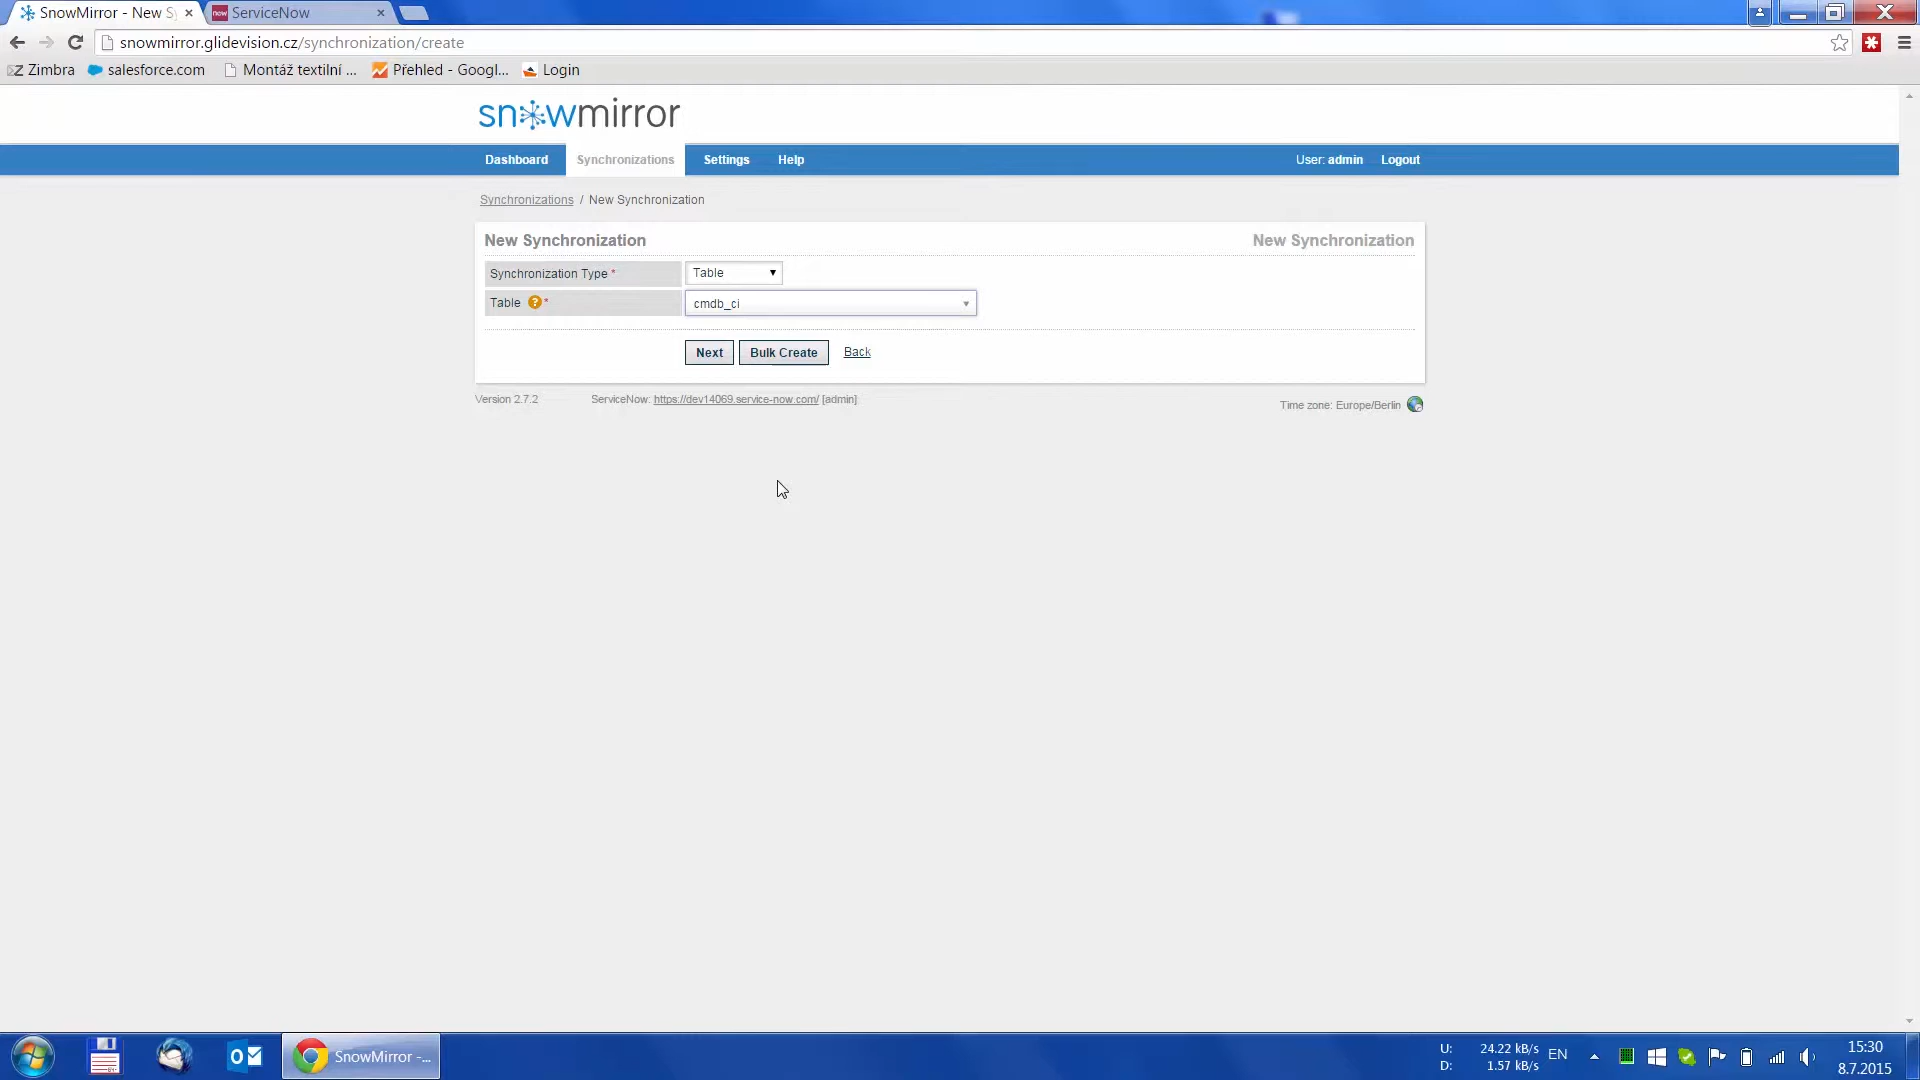 SnowMirror - New S
ServiceNow
snowmirror.glidevision.cz/synchronization/create
Zimbra
salesforce.com
Montáž textilní ...
Přehled - Googl...
Login
snowmirror
Dashboard
Synchronizations
Settings
Help
User: admin
Logout
Synchronizations / New Synchronization
New Synchronization
New Synchronization
Synchronization Type *
Table
Table ? *
cmdb_ci
Next
Bulk Create
Back
Version 2.7.2
ServiceNow: https://dev14069.service-now.com/ [admin]
Time zone: Europe/Berlin
SnowMirror -...
U: 24.22 kB/s
D: 1.57 kB/s
EN
15:30
8.7.2015